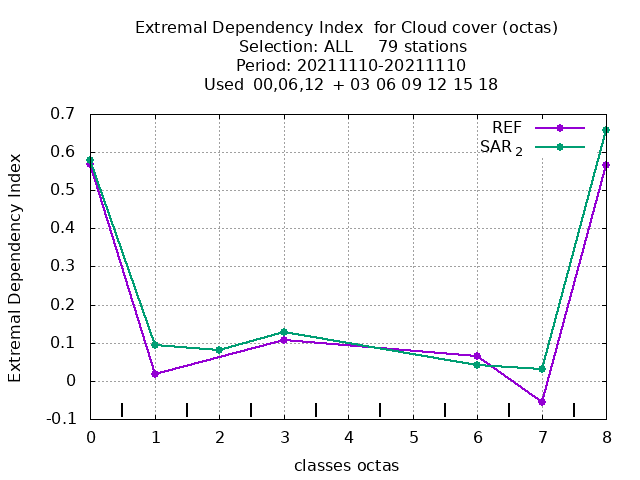 Extremal Dependency Index  for Cloud cover (octas)
Selection: ALL     79 stations
Period: 20211110-20211110
Used  00,06,12  + 03 06 09 12 15 18
Extremal Dependency Index
0.7
0.6
0.5
0.4
0.3
0.2
0.1
0
-0.1
REF
SAR 2
0 1 2 3 4 5 6 7 8
classes octas